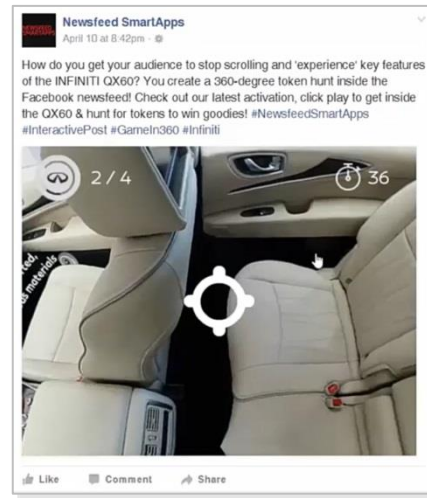 NEWSFEED
SMARTAPPS
Newsfeed SmartApps
April 10 at 8:42pm ·
How do you get your audience to stop scrolling and 'experience' key features
of the INFINITI QX60? You create a 360-degree token hunt inside the
Facebook newsfeed! Check out our latest activation, click play to get inside
the QX60 & hunt for tokens to win goodies! #NewsfeedSmartApps
#InteractivePost #GameIn360 #Infiniti
2/4
36
materials
Like Comment Share